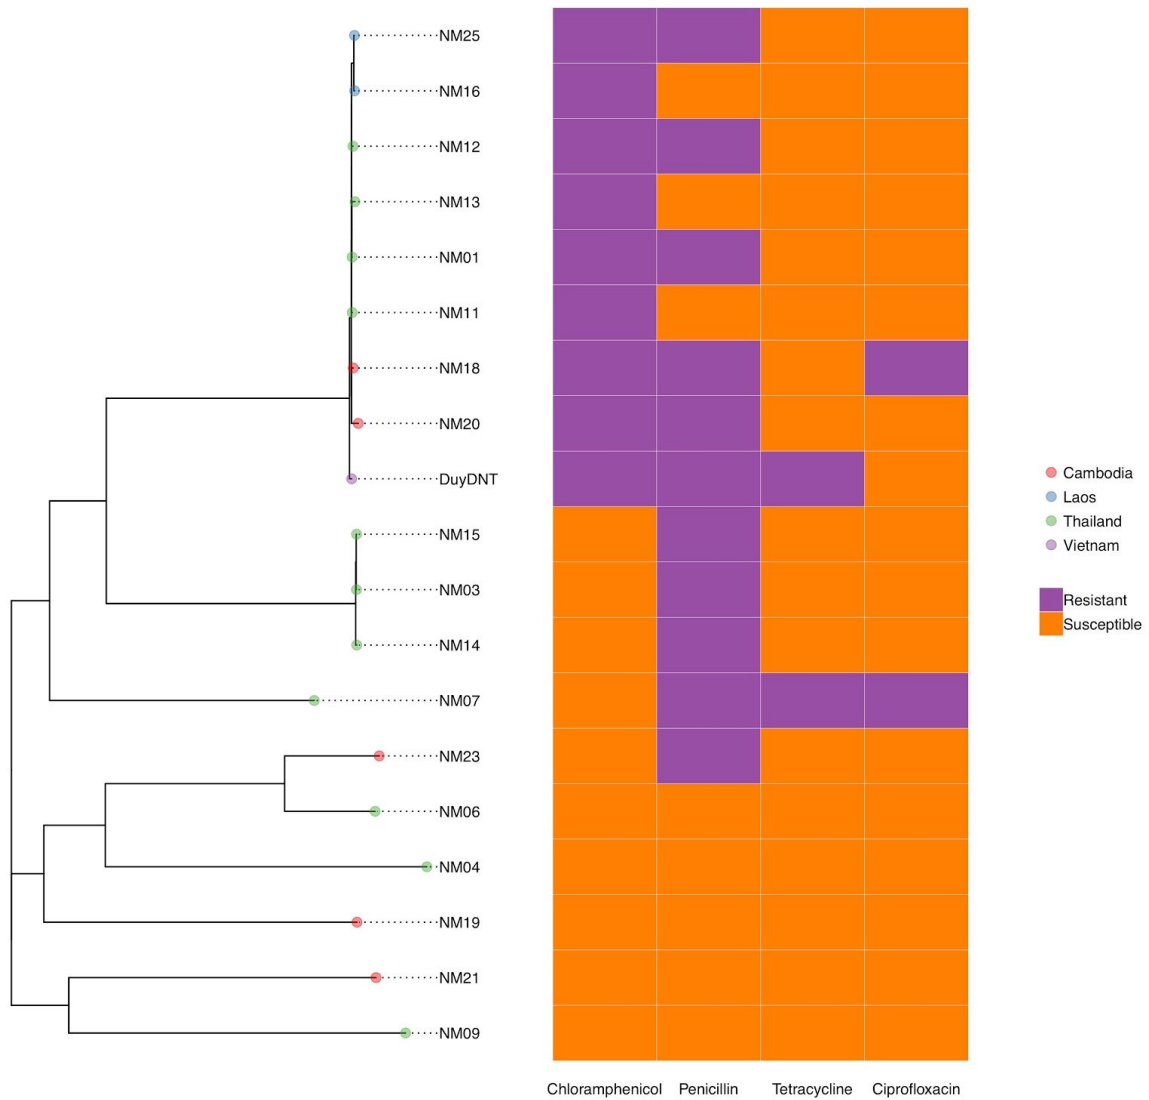 NM25
NM16
NM12
NM13
NM01
NM11
NM18
NM20
DuyDNT
NM15
NM03
NM14
NM07
NM23
NM06
NM04
NM19
NM21
NM09
Chloramphenicol Penicillin Tetracycline Ciprofloxacin
Cambodia
Laos
Thailand
Vietnam
Resistant
Susceptible